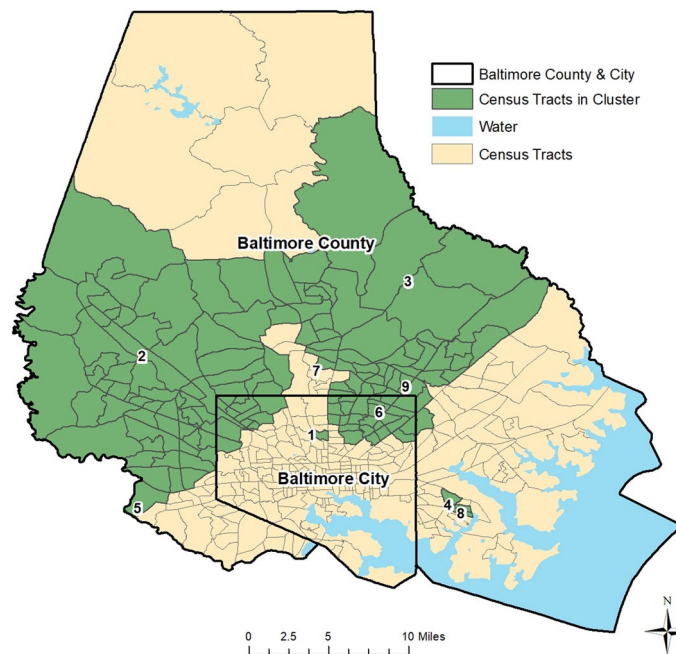 Baltimore County & City
Census Tracts in Cluster
Water
Census Tracts
Baltimore County
3
2
7
9
6
1
Baltimore City
5
4
8
N
0 2.5 5 10 Miles